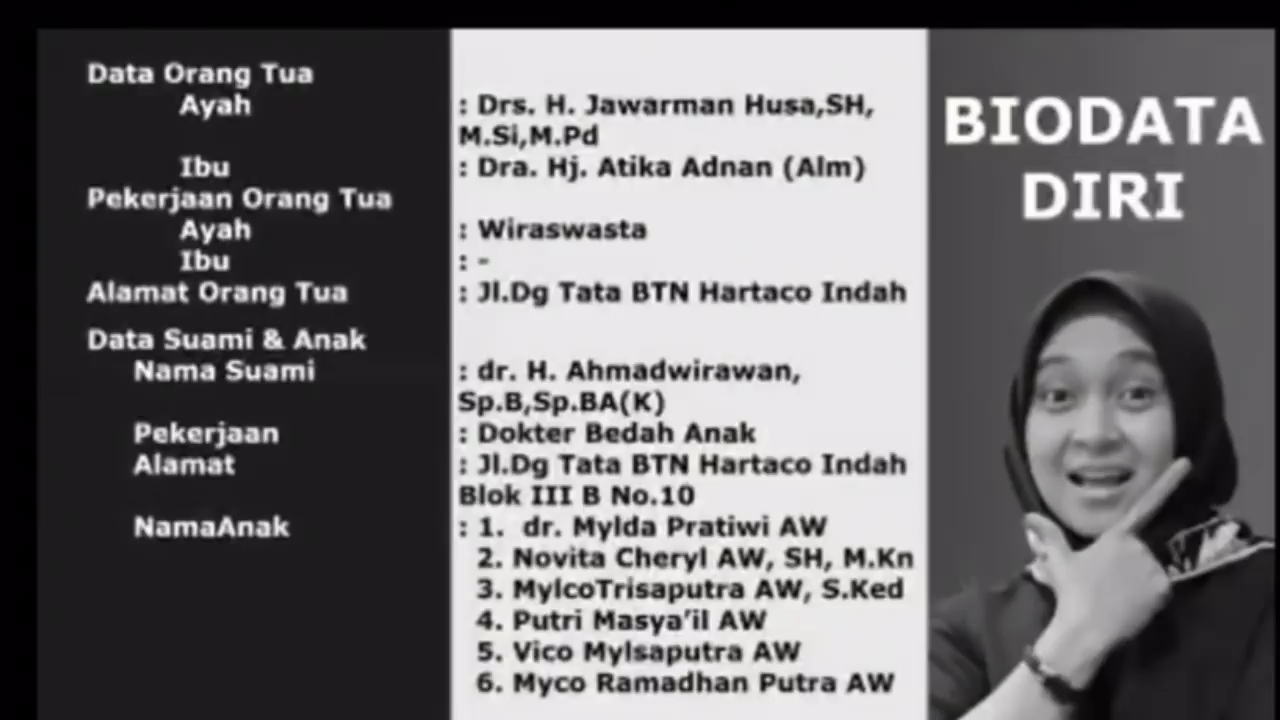 Data Orang Tua
Ayah : Drs. H. Jawarman Husa,SH,
M.Si,M.Pd
Ibu : Dra. Hj. Atika Adnan (Alm)
Pekerjaan Orang Tua
Ayah : Wiraswasta
Ibu : -
Alamat Orang Tua : Jl.Dg Tata BTN Hartaco Indah
Data Suami & Anak
Nama Suami : dr. H. Ahmadwirawan,
Sp.B,Sp.BA(K)
Pekerjaan : Dokter Bedah Anak
Alamat : Jl.Dg Tata BTN Hartaco Indah
Blok III B No.10
NamaAnak : 1. dr. Mylda Pratiwi AW
2. Novita Cheryl AW, SH, M.Kn
3. MylcoTrisaputra AW, S.Ked
4. Putri Masya’il AW
5. Vico Mylsaputra AW
6. Myco Ramadhan Putra AW
BIODATA
DIRI